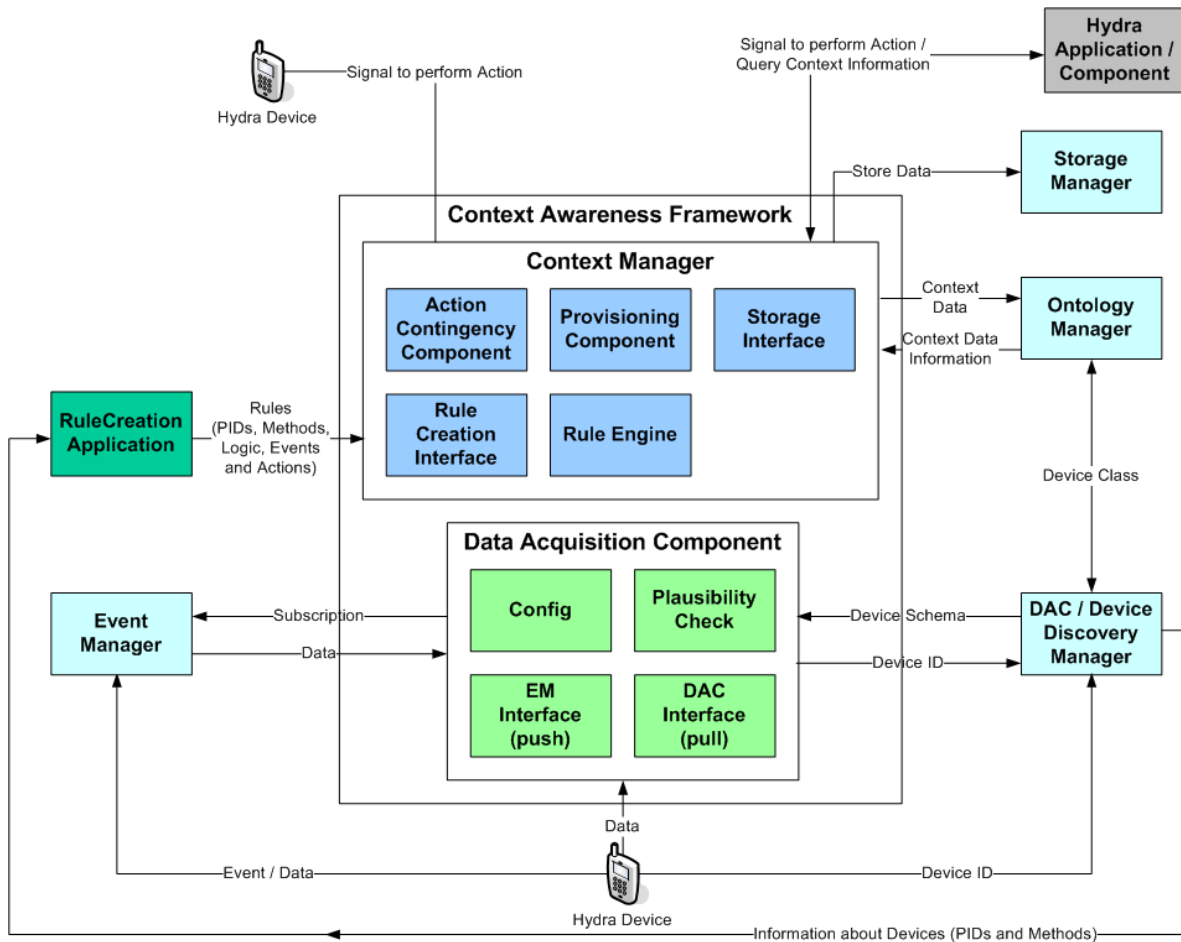 Hydra
Application /
Component
Signal to perform Action /
Query Context Information
Signal to perform Action
Hydra Device
Storage
Manager
Store Data
Context Awareness Framework
Context Manager
Action
Contingency
Component
Provisioning
Component
Storage
Interface
Context
Data
Ontology
Manager
Context Data
Information
RuleCreation
Application
Rules
(PIDs, Methods,
Logic, Events
and Actions)
Rule
Creation
Interface
Rule Engine
Device Class
Data Acquisition Component
Config
Plausibility
Check
Event
Manager
Subscription
Data
Device Schema
Device ID
DAC / Device
Discovery
Manager
EM
Interface
(push)
DAC
Interface
(pull)
Data
Event / Data
Device ID
Hydra Device
Information about Devices (PIDs and Methods)